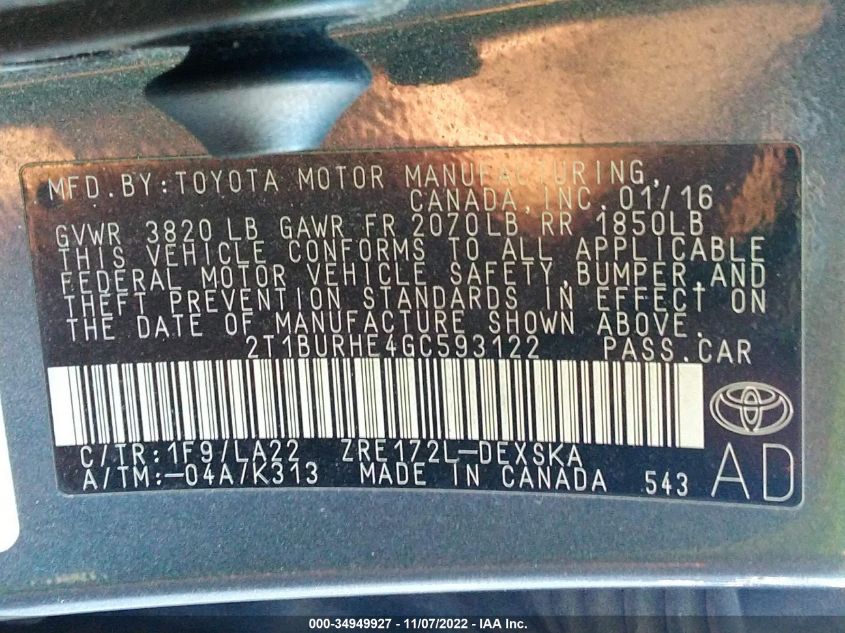 MFD.BY:TOYOTA MOTOR MANUFACTURING,
CANADA, INC. 01/16
GVWR 3820 LB GAWR FR 2070LB RR 1850LB
THIS VEHICLE CONFORMS TO ALL APPLICABLE
FEDERAL MOTOR VEHICLE SAFETY,BUMPER,AND
THEFT PREVENTION STANDARDS IN EFFECT ON
THE DATE OF MANUFACTURE SHOWN ABOVE.
2T1BURHE4GC593122 PASS.CAR
C/TR:1F9/LA22 ZRE172L-DEXSKA
A/TM:-04A/K313 MADE IN CANADA 543 AD
000-34949927 - 11/07/2022 - IAA Inc.